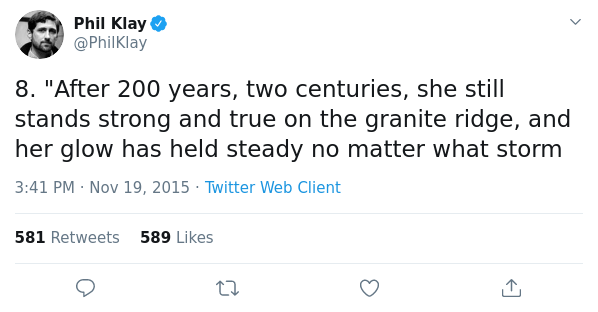 Phil Klay
@PhilKlay
8. "After 200 years, two centuries, she still
stands strong and true on the granite ridge, and
her glow has held steady no matter what storm
3:41 PM · Nov 19, 2015 · Twitter Web Client
581 Retweets 589 Likes